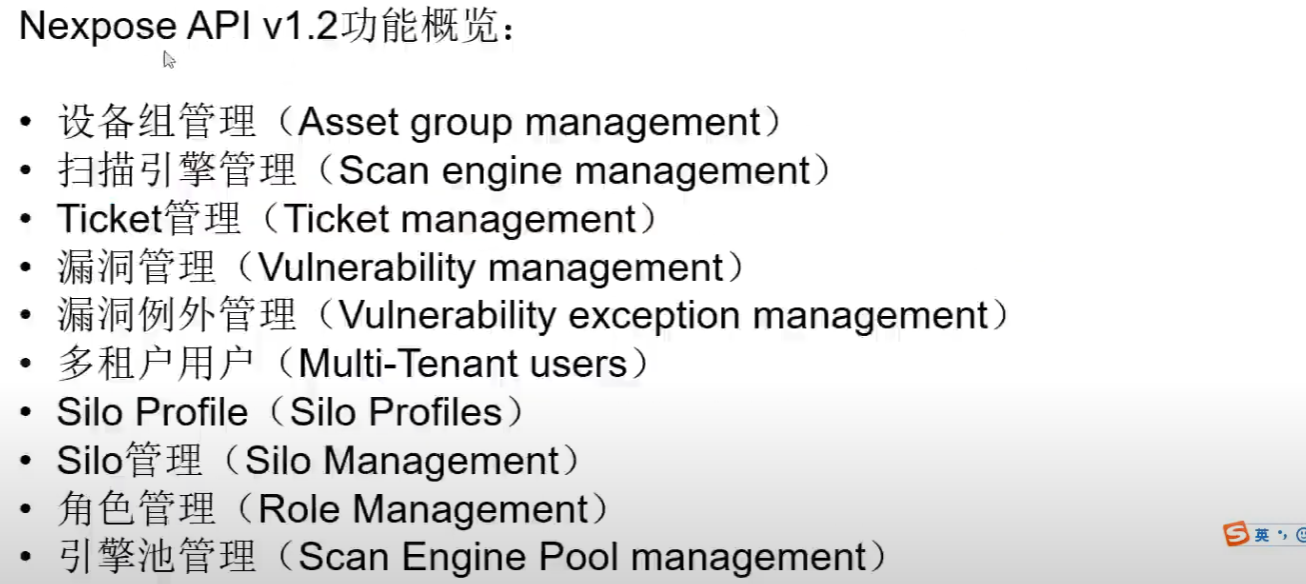 Nexpose API v1.2功能概览：
• 设备组管理（Asset group management）
• 扫描引擎管理（Scan engine management）
• Ticket管理（Ticket management）
• 漏洞管理（Vulnerability management）
• 漏洞例外管理（Vulnerability exception management）
• 多租户用户（Multi-Tenant users）
• Silo Profile（Silo Profiles）
• Silo管理（Silo Management）
• 角色管理（Role Management）
• 引擎池管理（Scan Engine Pool management）
S 英